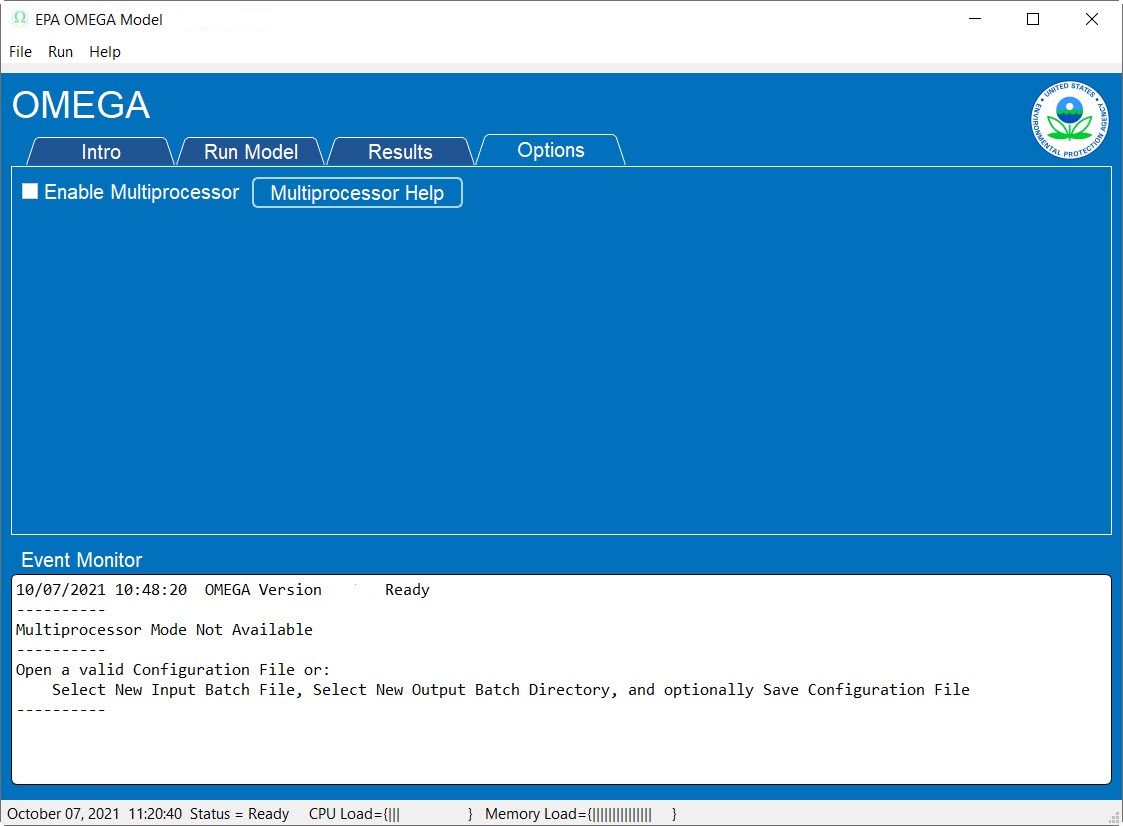 EPA OMEGA Model
File Run Help
OMEGA
UNITED STATES
ENVIRONMENTAL PROTECTION AGENCY
Intro Run Model Results Options
Enable Multiprocessor Multiprocessor Help
Event Monitor
10/07/2021 10:48:20 OMEGA Version Ready
----------
Multiprocessor Mode Not Available
----------
Open a valid Configuration File or:
Select New Input Batch File, Select New Output Batch Directory, and optionally Save Configuration File
----------
October 07, 2021 11:20:40 Status = Ready CPU Load={||| } Memory Load={|||||||||||||| }